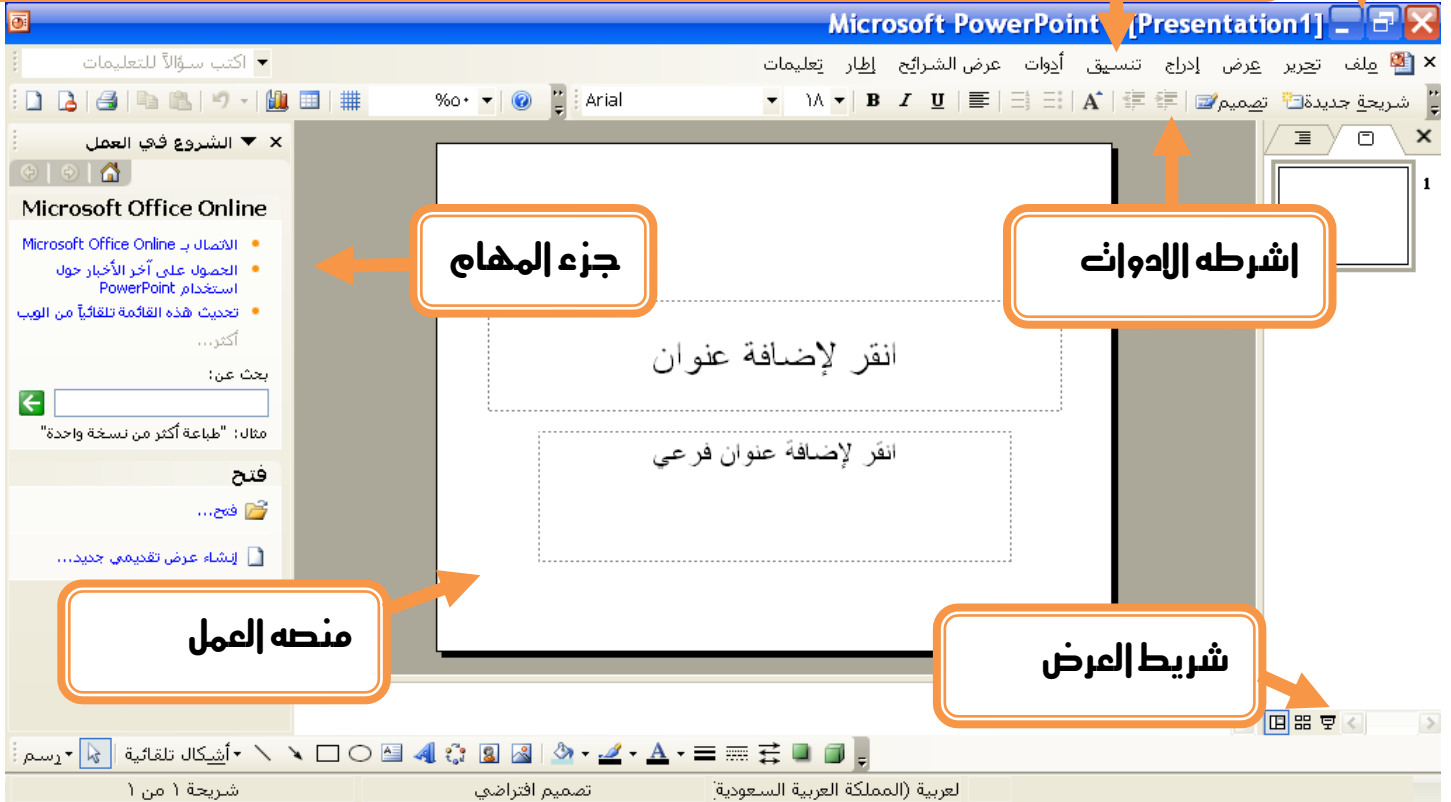 Microsoft PowerPoint - [Presentation1]
ملف تحرير عرض إدراج تنسيق أدوات عرض الشرائح إطار تعليمات
اكتب سؤالاً للتعليمات
شريحة جديدة تصميم
A U I B ١٨ Arial
%٥٠
الشروع في العمل
Microsoft Office Online
الاتصال بـ Microsoft Office Online
الحصول على آخر الأخبار حول
استخدام PowerPoint
تحديث هذه القائمة تلقائياً من الويب
أكثر...
بحث عن:
مثال: "طباعة أكثر من نسخة واحدة"
فتح
فتح...
إنشاء عرض تقديمي جديد...
1
اشرطه الادوات
جزء المهام
انقر لإضافة عنوان
انقر لإضافة عنوان فرعي
منصه العمل
شريط العرض
رسم
أشكال تلقائية
A
شريحة ١ من ١
تصميم افتراضي
لعربية (المملكة العربية السعودية